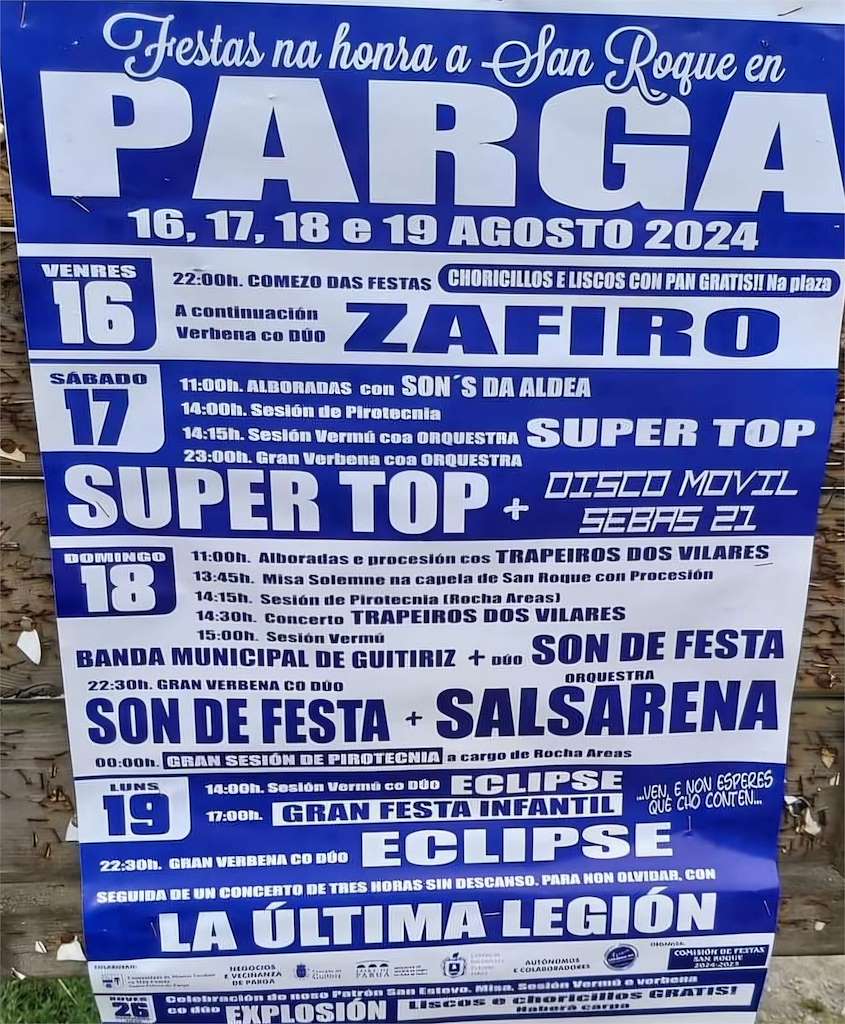 Festas na honra a San Roque en
PARGA
16, 17, 18 e 19 AGOSTO 2024
VENRES
16
22:00h. COMEZO DAS FESTAS CHORICILLOS E LISCOS CON PAN GRATIS!! Na plaza
A continuación
Verbena co DÚO ZAFIRO
SÁBADO
17
11:00h. ALBORADAS con SON´S DA ALDEA
14:00h. Sesión de Pirotecnia
14:15h. Sesión Vermú coa ORQUESTRA SUPER TOP
23:00h. Gran Verbena coa ORQUESTRA
SUPER TOP + DISCO MOVIL
SEBAS 21
DOMINGO
18
11:00h. Alboradas e procesión cos TRAPEIROS DOS VILARES
13:45h. Misa Solemne na capela de San Roque con Procesión
14:15h. Sesión de Pirotecnia (Rocha Areas)
14:30h. Concerto TRAPEIROS DOS VILARES
15:00h. Sesión Vermú
BANDA MUNICIPAL DE GUITIRIZ + DÚO SON DE FESTA
22:30h. GRAN VERBENA CO DÚO
ORQUESTRA
SON DE FESTA + SALSARENA
00:00h. GRAN SESIÓN DE PIROTECNIA a cargo de Rocha Areas
LUNS
19
14:00h. Sesión Vermú co DÚO ECLIPSE
17:00h. GRAN FESTA INFANTIL
...VEN, E NON ESPERES
QUE CHO CONTEN...
22:30h. GRAN VERBENA CO DÚO ECLIPSE
SEGUIDA DE UN CONCERTO DE TRES HORAS SIN DESCANSO. PARA NON OLVIDAR. CON
LA ÚLTIMA LEGIÓN
NEGOCIOS
E VECIÑANZA
DE PARGA
AUTÓNOMOS
E COLABORADORES
ORGANIZA:
COMISIÓN DE FESTAS
SAN ROQUE
2024-2025
26
Celebración do noso Patrón San Estevo. Misa, Sesión Vermú e verbena
co dúo EXPLOSIÓN Liscos e choricillos GRATIS!
Haberá carpa